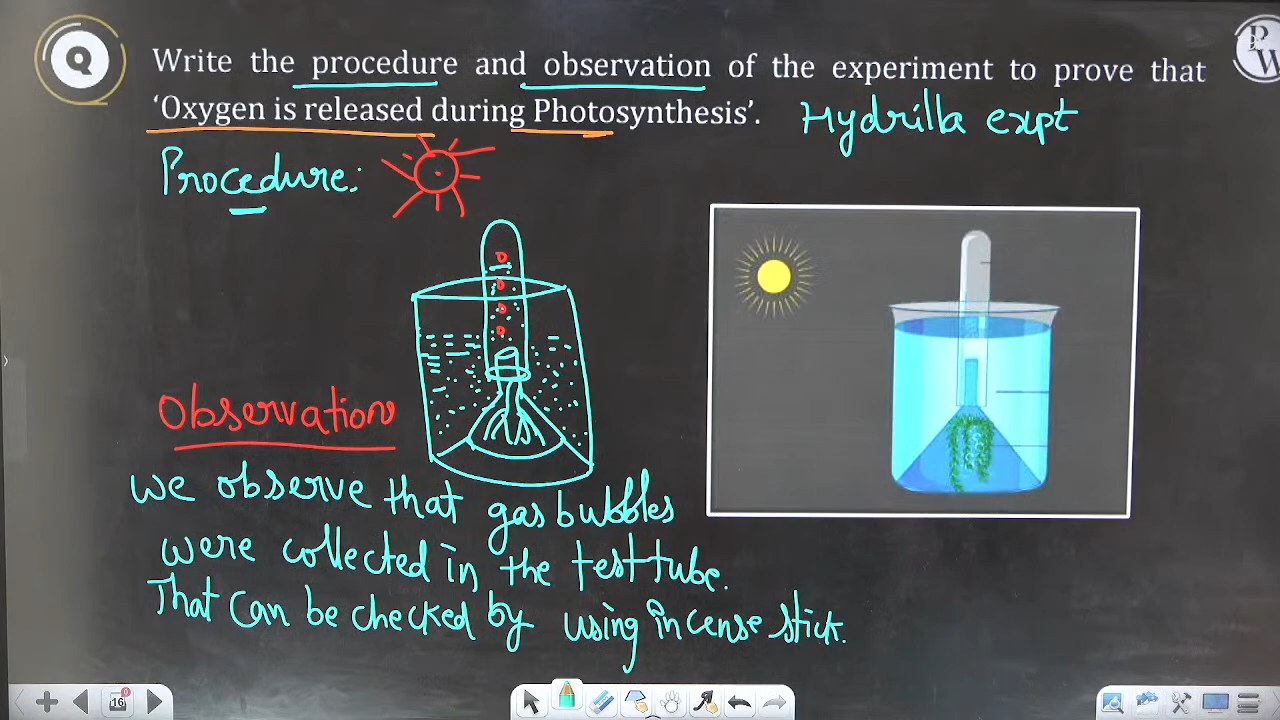 Q
Write the procedure and observation of the experiment to prove that
'Oxygen is released during Photosynthesis'. Hydrilla expt
Procedure:
Observation
We observe that gas bubbles
were collected in the test tube.
That can be checked by using incense stick.
16
PW